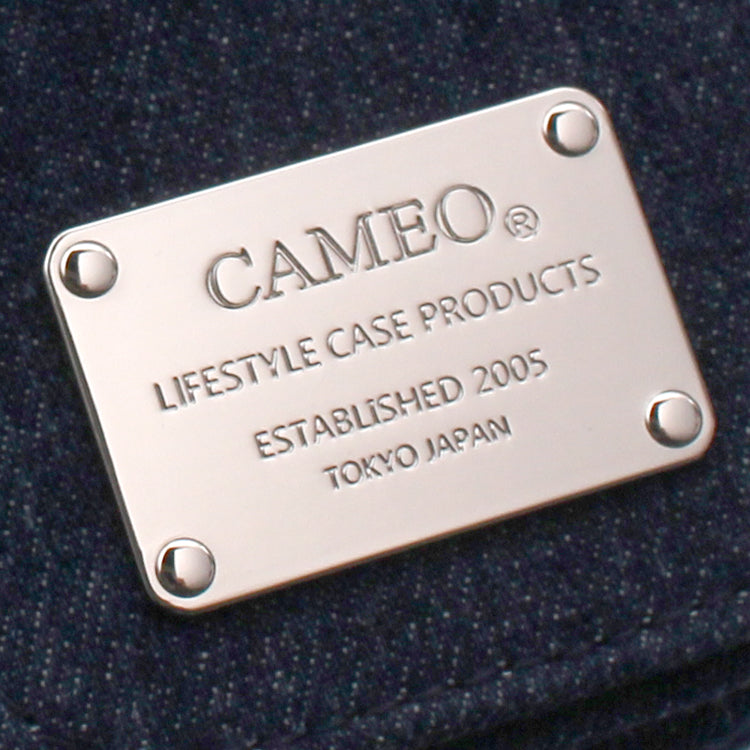 CAMEO®
LIFESTYLE CASE PRODUCTS
ESTABLiSHED 2005
TOKYO JAPAN